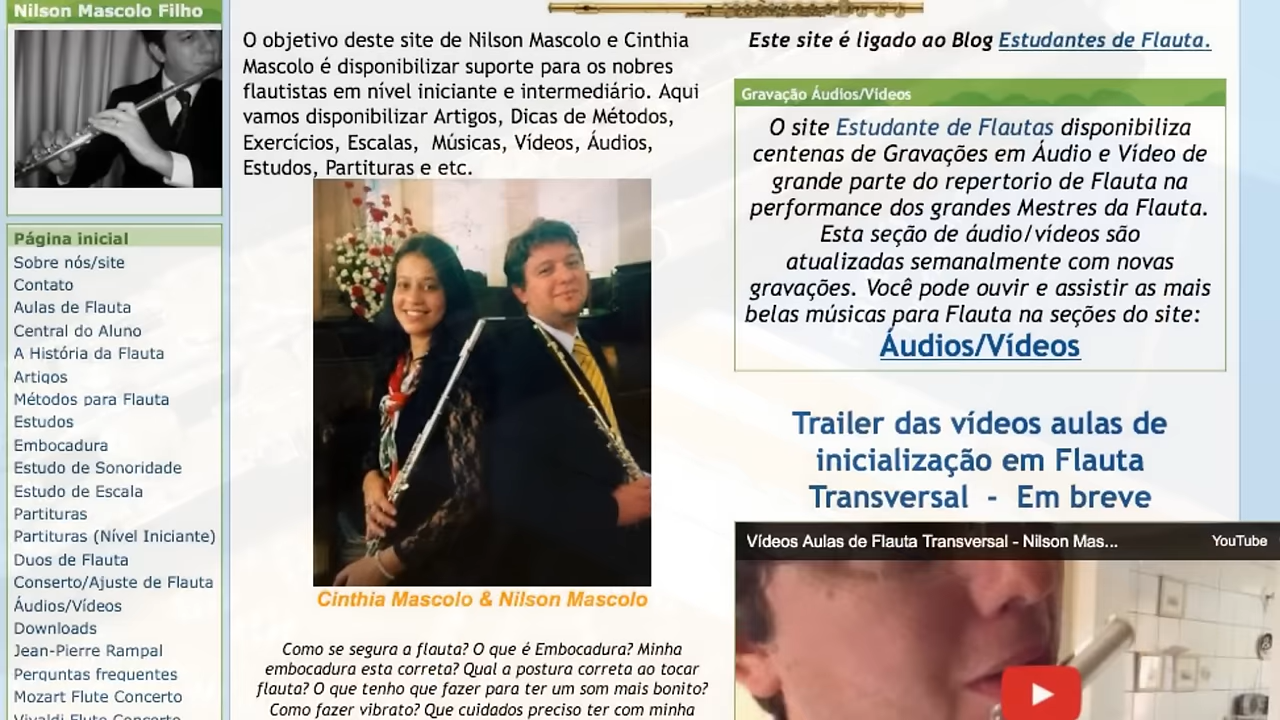 Nilson Mascolo Filho
Página inicial
Sobre nós/site
Contato
Aulas de Flauta
Central do Aluno
A História da Flauta
Artigos
Métodos para Flauta
Estudos
Embocadura
Estudo de Sonoridade
Estudo de Escala
Partituras
Partituras (Nível Iniciante)
Duos de Flauta
Conserto/Ajuste de Flauta
Áudios/Vídeos
Downloads
Jean-Pierre Rampal
Perguntas frequentes
Mozart Flute Concerto
Vivaldi Flute Concerto
O objetivo deste site de Nilson Mascolo e Cinthia
Mascolo é disponibilizar suporte para os nobres
flautistas em nível iniciante e intermediário. Aqui
vamos disponibilizar Artigos, Dicas de Métodos,
Exercícios, Escalas, Músicas, Vídeos, Áudios,
Estudos, Partituras e etc.
Cinthia Mascolo & Nilson Mascolo
Como se segura a flauta? O que é Embocadura? Minha
embocadura esta correta? Qual a postura correta ao tocar
flauta? O que tenho que fazer para ter um som mais bonito?
Como fazer vibrato? Que cuidados preciso ter com minha
Este site é ligado ao Blog Estudantes de Flauta.
Gravação Áudios/Vídeos
O site Estudante de Flautas disponibiliza
centenas de Gravações em Áudio e Vídeo de
grande parte do repertorio de Flauta na
performance dos grandes Mestres da Flauta.
Esta seção de áudio/vídeos são
atualizadas semanalmente com novas
gravações. Você pode ouvir e assistir as mais
belas músicas para Flauta na seções do site:
Áudios/Vídeos
Trailer das vídeos aulas de
inicialização em Flauta
Transversal - Em breve
Vídeos Aulas de Flauta Transversal - Nilson Mas...
YouTube